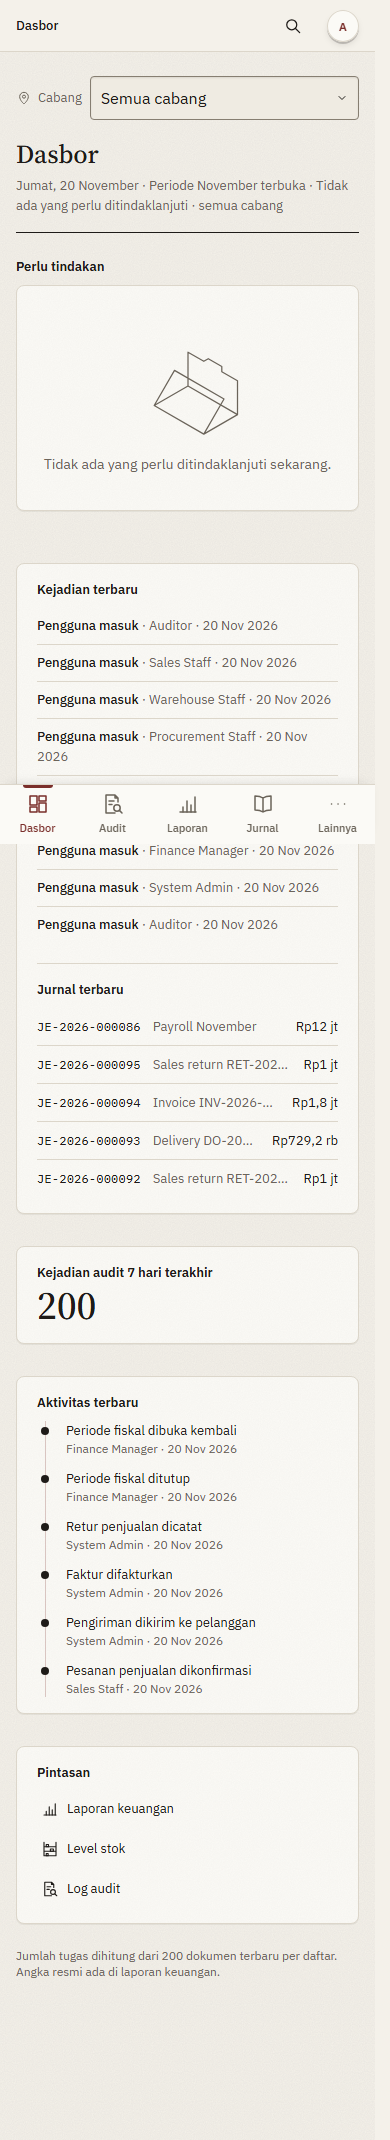 Dasbor
A
Cabang
Semua cabang
Dasbor
Jumat, 20 November · Periode November terbuka · Tidak
ada yang perlu ditindaklanjuti · semua cabang
Perlu tindakan
Tidak ada yang perlu ditindaklanjuti sekarang.
Kejadian terbaru
Pengguna masuk · Auditor · 20 Nov 2026
Pengguna masuk · Sales Staff · 20 Nov 2026
Pengguna masuk · Warehouse Staff · 20 Nov 2026
Pengguna masuk · Procurement Staff · 20 Nov
2026
Dasbor
Audit
Laporan
Jurnal
Lainnya
Pengguna masuk · Finance Manager · 20 Nov 2026
Pengguna masuk · System Admin · 20 Nov 2026
Pengguna masuk · Auditor · 20 Nov 2026
Jurnal terbaru
JE-2026-000086 Payroll November Rp12 jt
JE-2026-000095 Sales return RET-202... Rp1 jt
JE-2026-000094 Invoice INV-2026-... Rp1,8 jt
JE-2026-000093 Delivery DO-20... Rp729,2 rb
JE-2026-000092 Sales return RET-202... Rp1 jt
Kejadian audit 7 hari terakhir
200
Aktivitas terbaru
Periode fiskal dibuka kembali
Finance Manager · 20 Nov 2026
Periode fiskal ditutup
Finance Manager · 20 Nov 2026
Retur penjualan dicatat
System Admin · 20 Nov 2026
Faktur difakturkan
System Admin · 20 Nov 2026
Pengiriman dikirim ke pelanggan
System Admin · 20 Nov 2026
Pesanan penjualan dikonfirmasi
Sales Staff · 20 Nov 2026
Pintasan
Laporan keuangan
Level stok
Log audit
Jumlah tugas dihitung dari 200 dokumen terbaru per daftar.
Angka resmi ada di laporan keuangan.